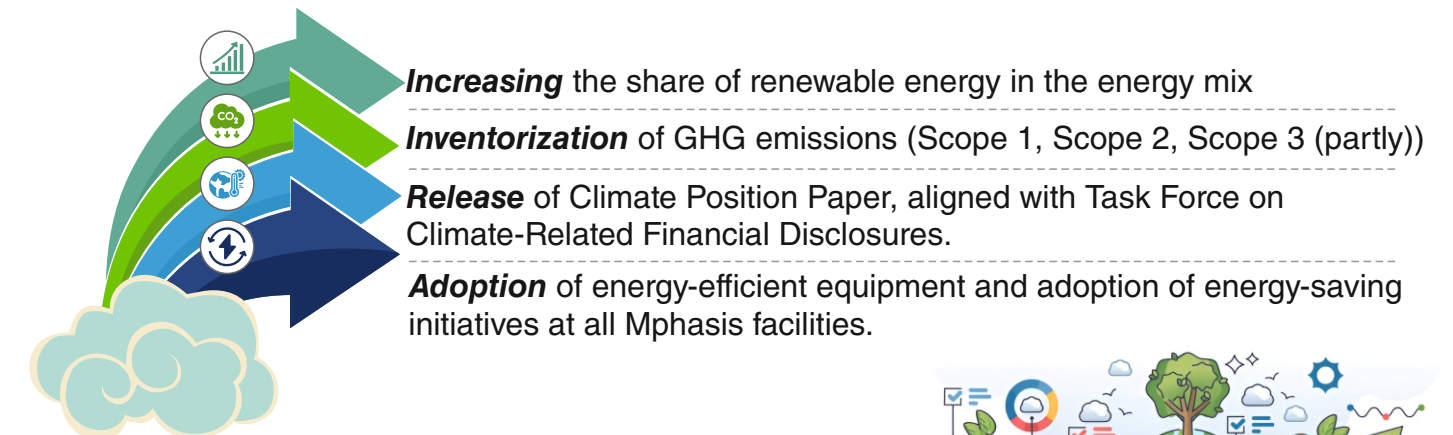 Increasing the share of renewable energy in the energy mix
CO₂
Inventorization of GHG emissions (Scope 1, Scope 2, Scope 3 (partly))
Release of Climate Position Paper, aligned with Task Force on
Climate-Related Financial Disclosures.
Adoption of energy-efficient equipment and adoption of energy-saving
initiatives at all Mphasis facilities.